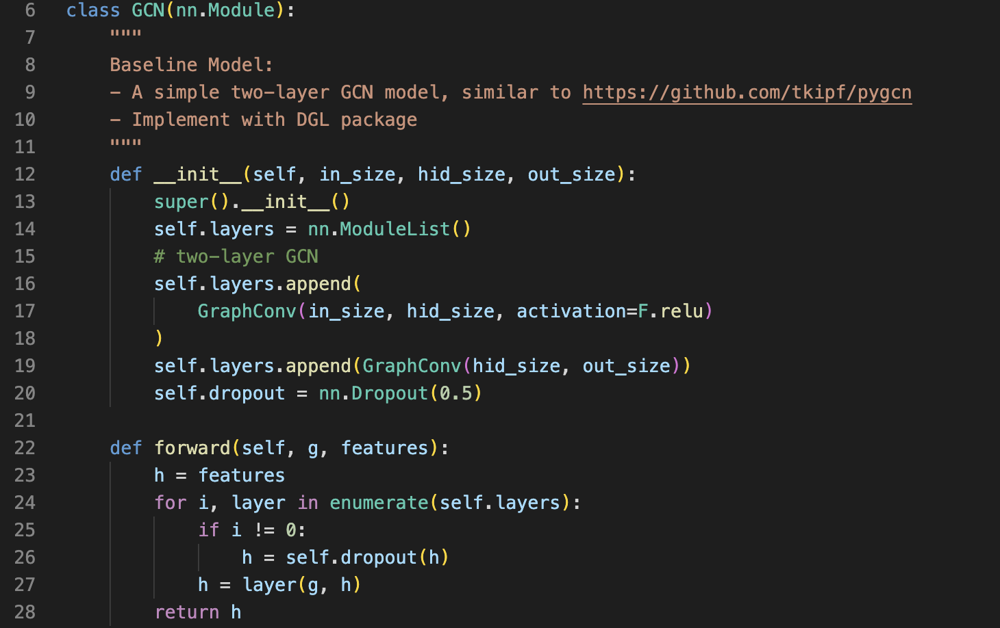 6 class GCN(nn.Module):
7     """
8     Baseline Model:
9     - A simple two-layer GCN model, similar to https://github.com/tkipf/pygcn
10     - Implement with DGL package
11     """
12     def __init__(self, in_size, hid_size, out_size):
13         super().__init__()
14         self.layers = nn.ModuleList()
15         # two-layer GCN
16         self.layers.append(
17             GraphConv(in_size, hid_size, activation=F.relu)
18         )
19         self.layers.append(GraphConv(hid_size, out_size))
20         self.dropout = nn.Dropout(0.5)
21
22     def forward(self, g, features):
23         h = features
24         for i, layer in enumerate(self.layers):
25             if i != 0:
26                 h = self.dropout(h)
27             h = layer(g, h)
28         return h